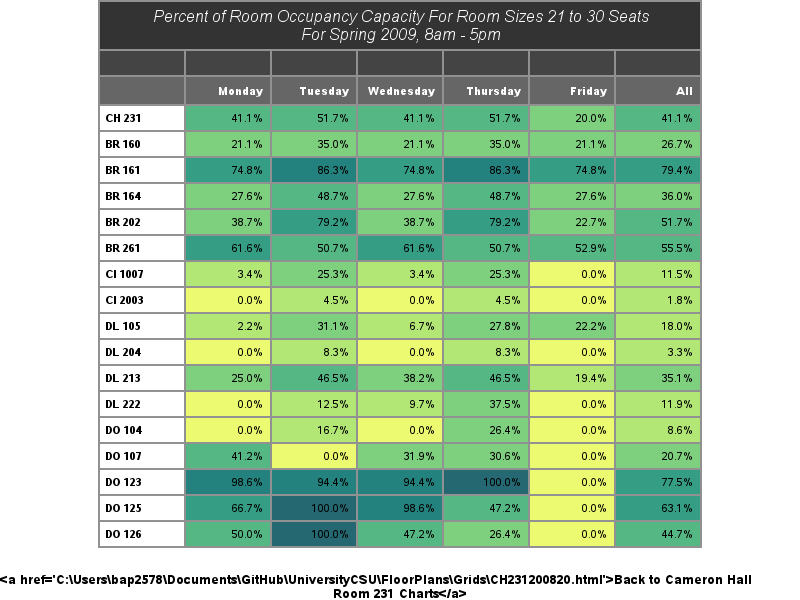 Percent of Room Occupancy Capacity For Room Sizes 21 to 30 Seats
For Spring 2009, 8am - 5pm
Monday Tuesday Wednesday Thursday Friday All
CH 231 41.1% 51.7% 41.1% 51.7% 20.0% 41.1%
BR 160 21.1% 35.0% 21.1% 35.0% 21.1% 26.7%
BR 161 74.8% 86.3% 74.8% 86.3% 74.8% 79.4%
BR 164 27.6% 48.7% 27.6% 48.7% 27.6% 36.0%
BR 202 38.7% 79.2% 38.7% 79.2% 22.7% 51.7%
BR 261 61.6% 50.7% 61.6% 50.7% 52.9% 55.5%
CI 1007 3.4% 25.3% 3.4% 25.3% 0.0% 11.5%
CI 2003 0.0% 4.5% 0.0% 4.5% 0.0% 1.8%
DL 105 2.2% 31.1% 6.7% 27.8% 22.2% 18.0%
DL 204 0.0% 8.3% 0.0% 8.3% 0.0% 3.3%
DL 213 25.0% 46.5% 38.2% 46.5% 19.4% 35.1%
DL 222 0.0% 12.5% 9.7% 37.5% 0.0% 11.9%
DO 104 0.0% 16.7% 0.0% 26.4% 0.0% 8.6%
DO 107 41.2% 0.0% 31.9% 30.6% 0.0% 20.7%
DO 123 98.6% 94.4% 94.4% 100.0% 0.0% 77.5%
DO 125 66.7% 100.0% 98.6% 47.2% 0.0% 63.1%
DO 126 50.0% 100.0% 47.2% 26.4% 0.0% 44.7%
<a href='C:\Users\bap2578\Documents\GitHub\UniversityCSU\FloorPlans\Grids\CH231200820.html'>Back to Cameron Hall
Room 231 Charts</a>